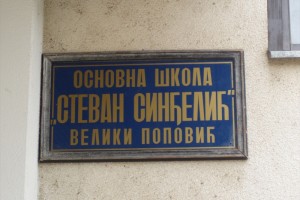 ОСНОВНА ШКОЛА
„СТЕВАН СИНЂЕЛИЋ"
ВЕЛИКИ ПОПОВИЋ